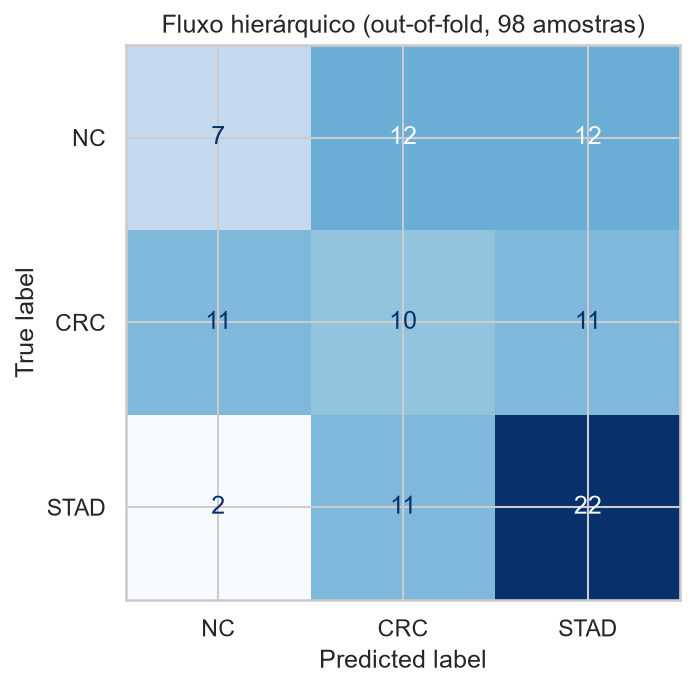 Fluxo hierárquico (out-of-fold, 98 amostras)
True label
NC 7 12 12
CRC 11 10 11
STAD 2 11 22
NC CRC STAD
Predicted label